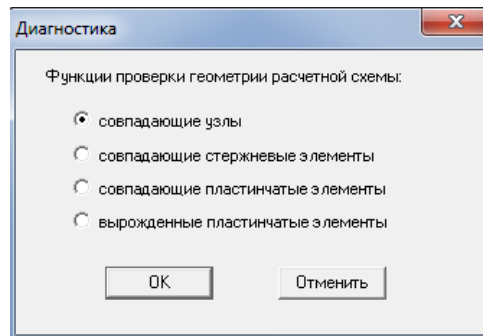 Диагностика
Функции проверки геометрии расчетной схемы:
совпадающие узлы
совпадающие стержневые элементы
совпадающие пластинчатые элементы
вырожденные пластинчатые элементы
OK
Отменить